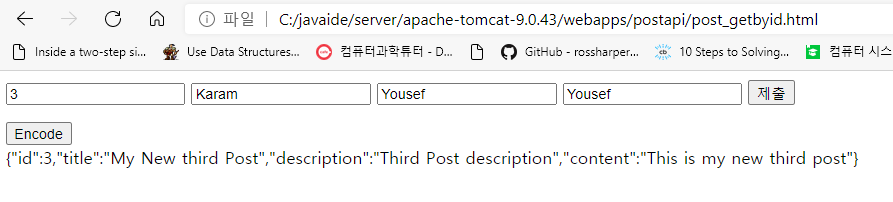 파일 C:/javaide/server/apache-tomcat-9.0.43/webapps/postapi/post_getbyid.html
Inside a two-step si... Use Data Structures... 컴퓨터과학튜터 - D... GitHub - rossharper... cb 10 Steps to Solving... 컴퓨터 시스
3 Karam Yousef Yousef 제출
Encode
{"id":3,"title":"My New third Post","description":"Third Post description","content":"This is my new third post"}